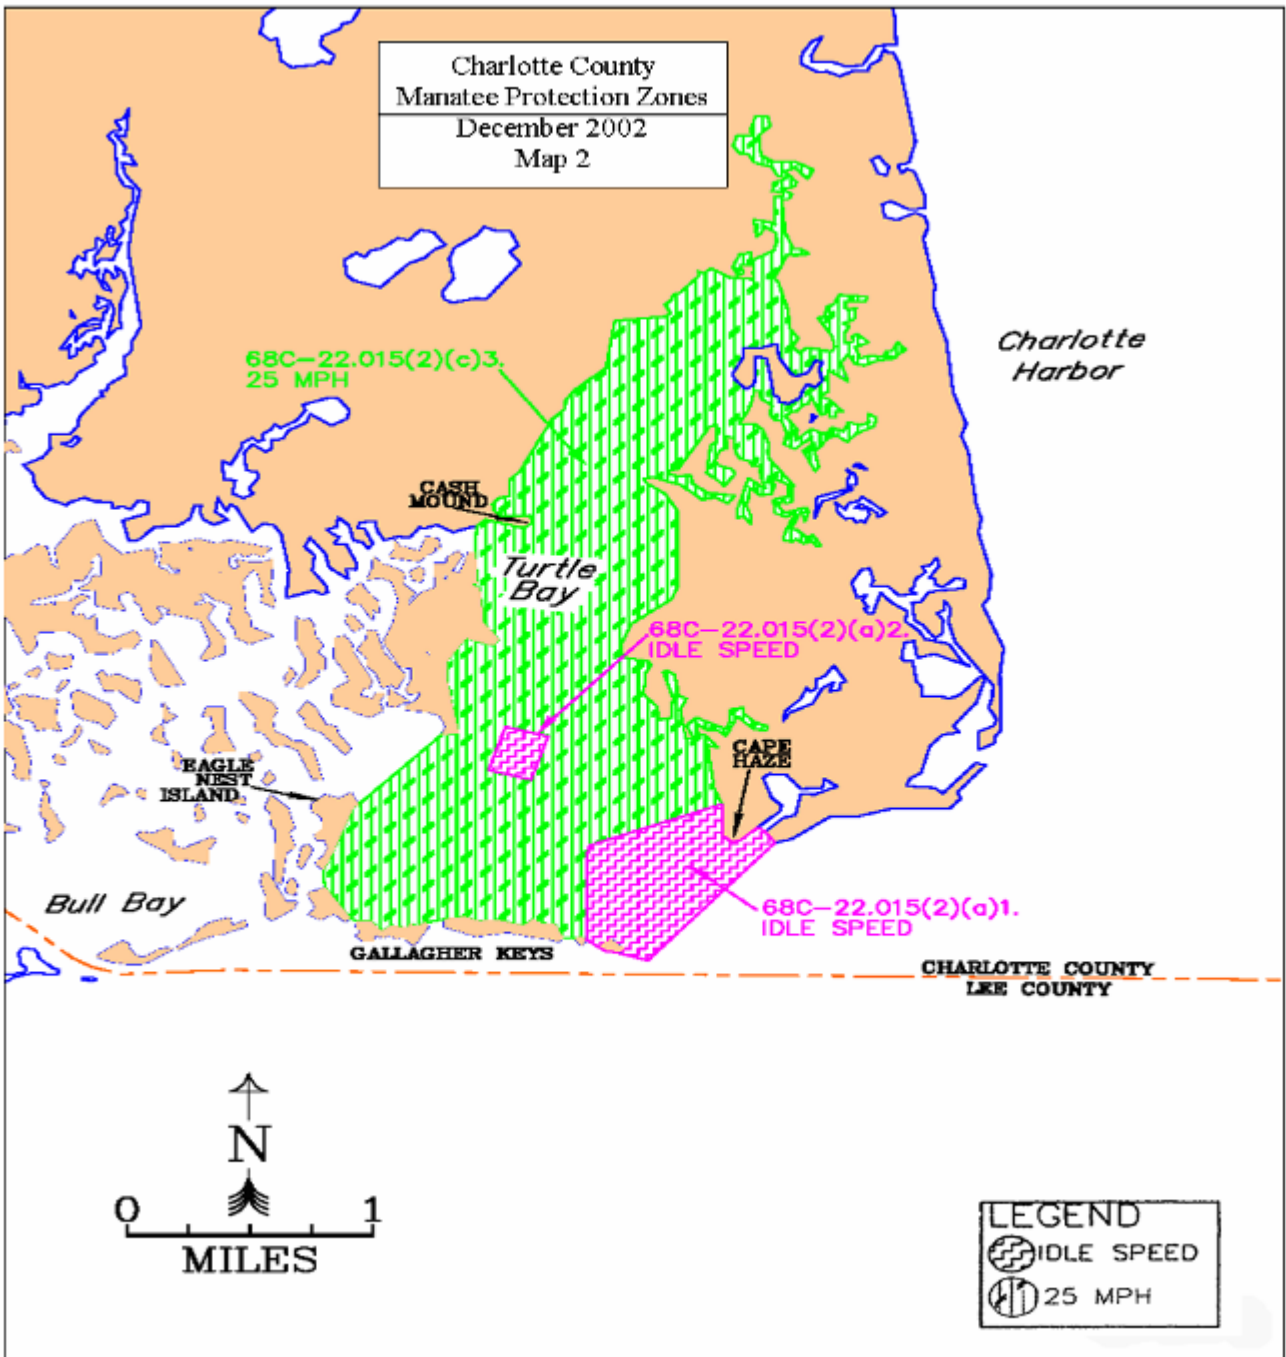 Charlotte County
Manatee Protection Zones
December 2002
Map 2
Charlotte
Harbor
68C-22.015(2)(c)3.
25 MPH
CASH
MOUND
Turtle
Bay
68C-22.015(2)(a)2.
IDLE SPEED
CAPE
HAZE
EAGLE
NEST
ISLAND
Bull Bay
68C-22.015(2)(a)1.
IDLE SPEED
GALLAGHER KEYS
CHARLOTTE COUNTY
LEE COUNTY
N
0 1
MILES
LEGEND
IDLE SPEED
25 MPH